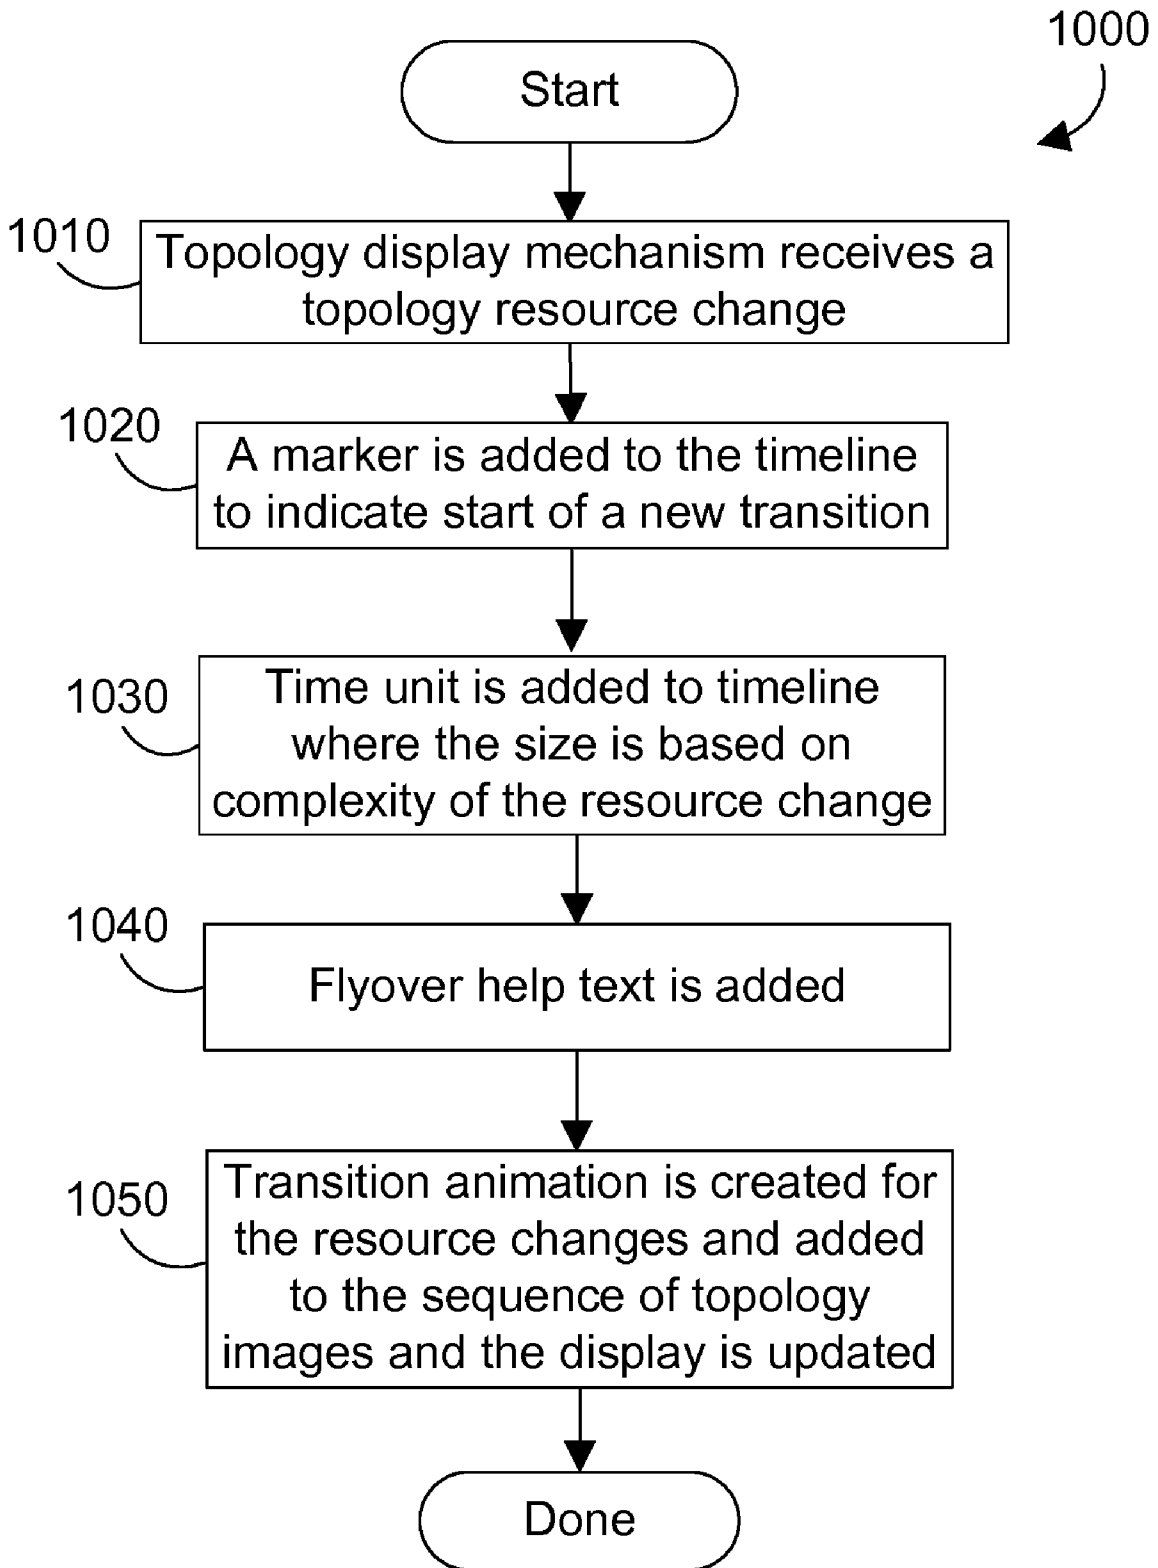 1000
Start
1010
Topology display mechanism receives a
topology resource change
1020
A marker is added to the timeline
to indicate start of a new transition
1030
Time unit is added to timeline
where the size is based on
complexity of the resource change
1040
Flyover help text is added
1050
Transition animation is created for
the resource changes and added
to the sequence of topology
images and the display is updated
Done